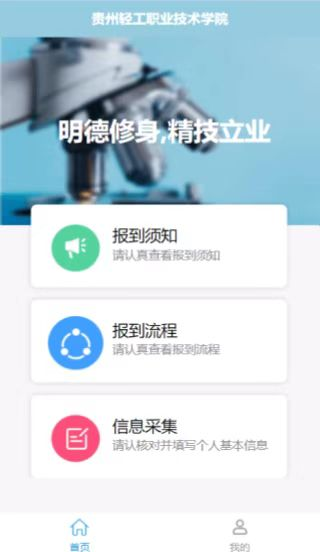 贵州轻工职业技术学院
明德修身,精技立业
报到须知
请认真查看报到须知
报到流程
请认真查看报到流程
信息采集
请认核对并填写个人基本信息
首页
我的